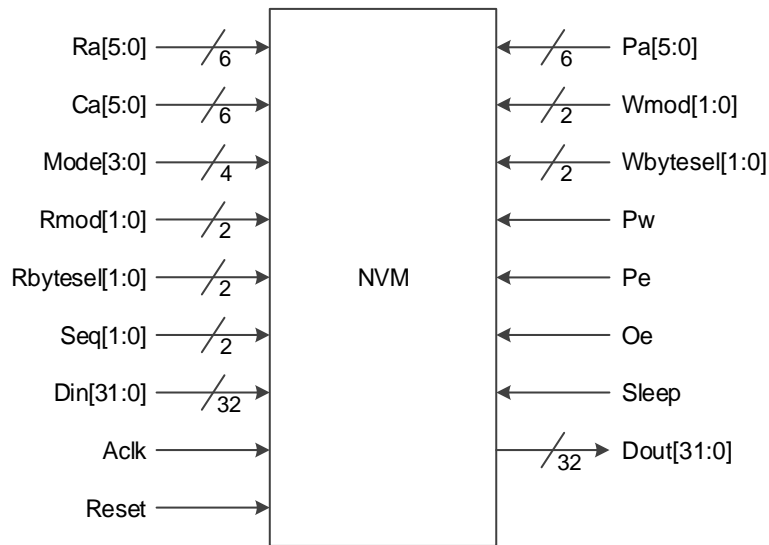 Ra[5:0]
6
Ca[5:0]
6
Mode[3:0]
4
Rmod[1:0]
2
Rbytesel[1:0]
2
Seq[1:0]
2
Din[31:0]
32
Aclk
Reset
NVM
6
Pa[5:0]
2
Wmod[1:0]
2
Wbytesel[1:0]
Pw
Pe
Oe
Sleep
32
Dout[31:0]